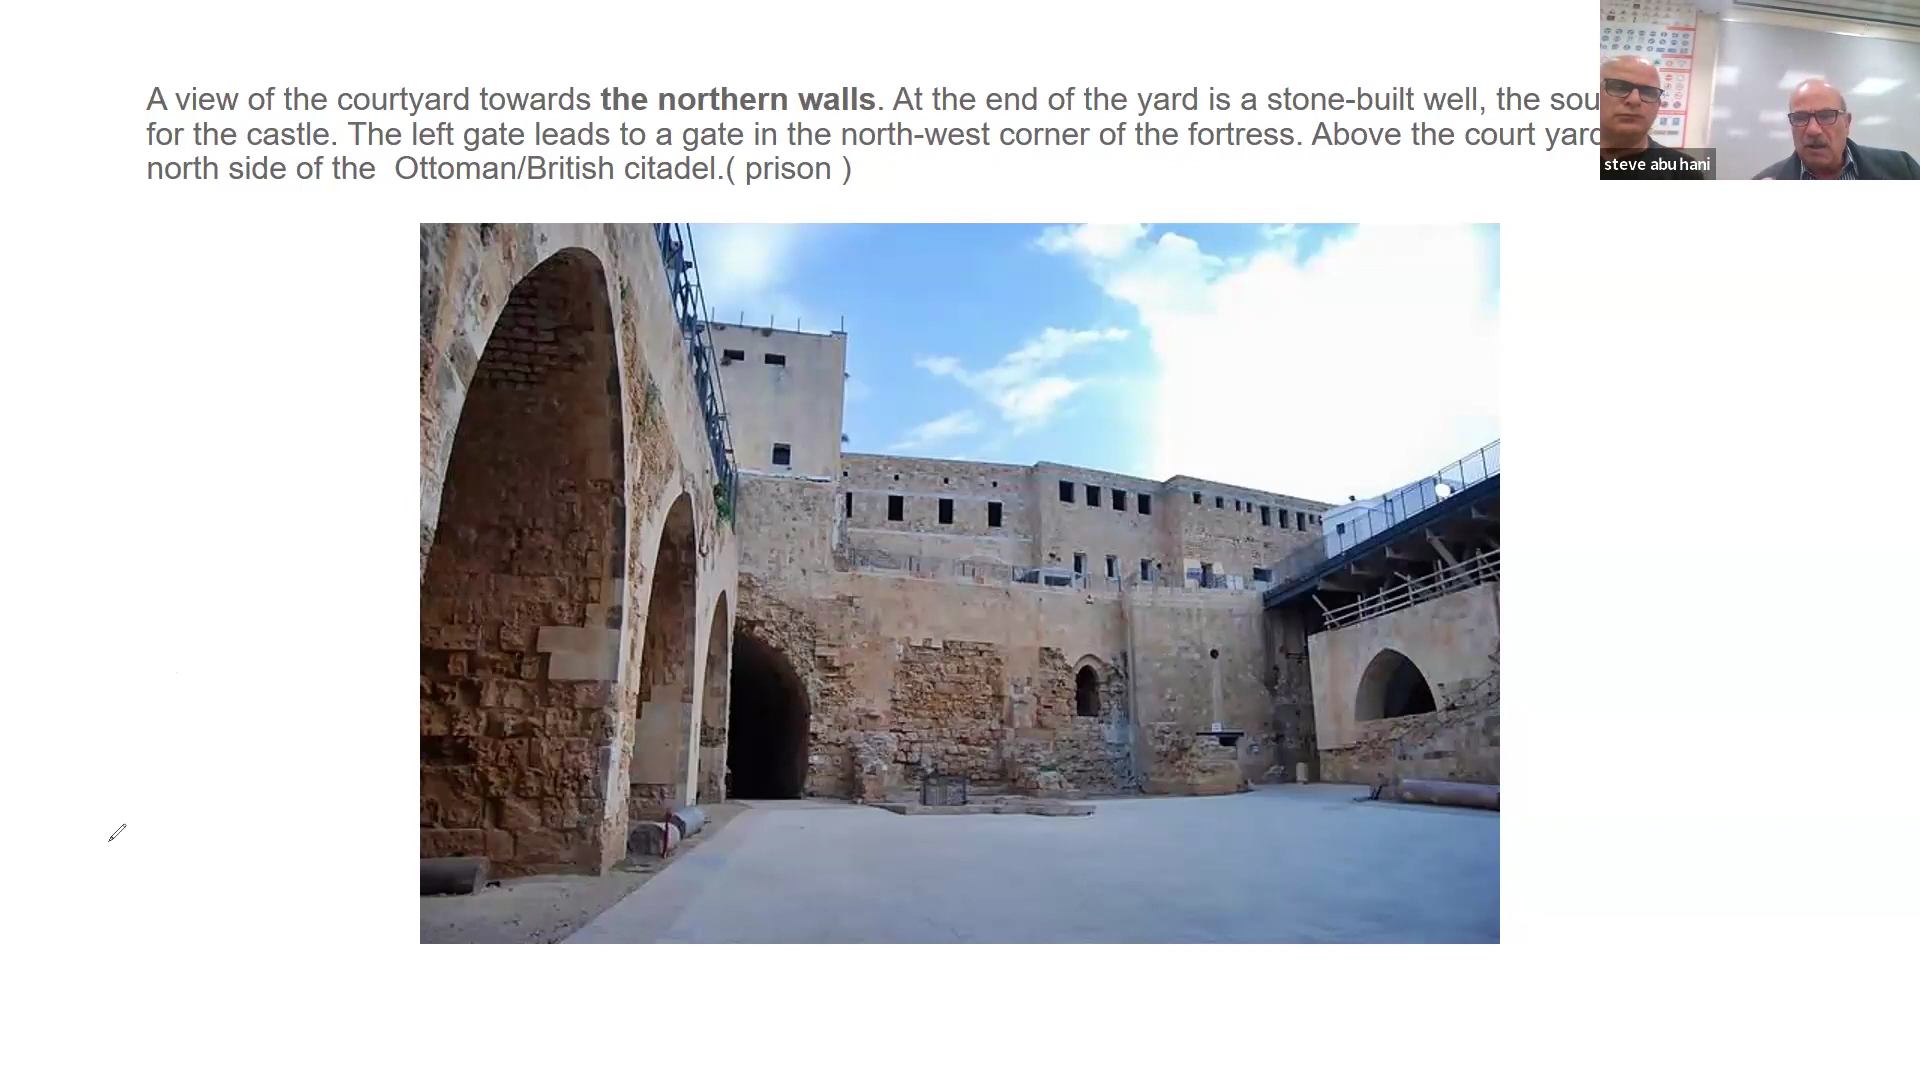 A view of the courtyard towards the northern walls. At the end of the yard is a stone-built well, the sou
for the castle. The left gate leads to a gate in the north-west corner of the fortress. Above the court yard
north side of the  Ottoman/British citadel.( prison )
steve abu hani